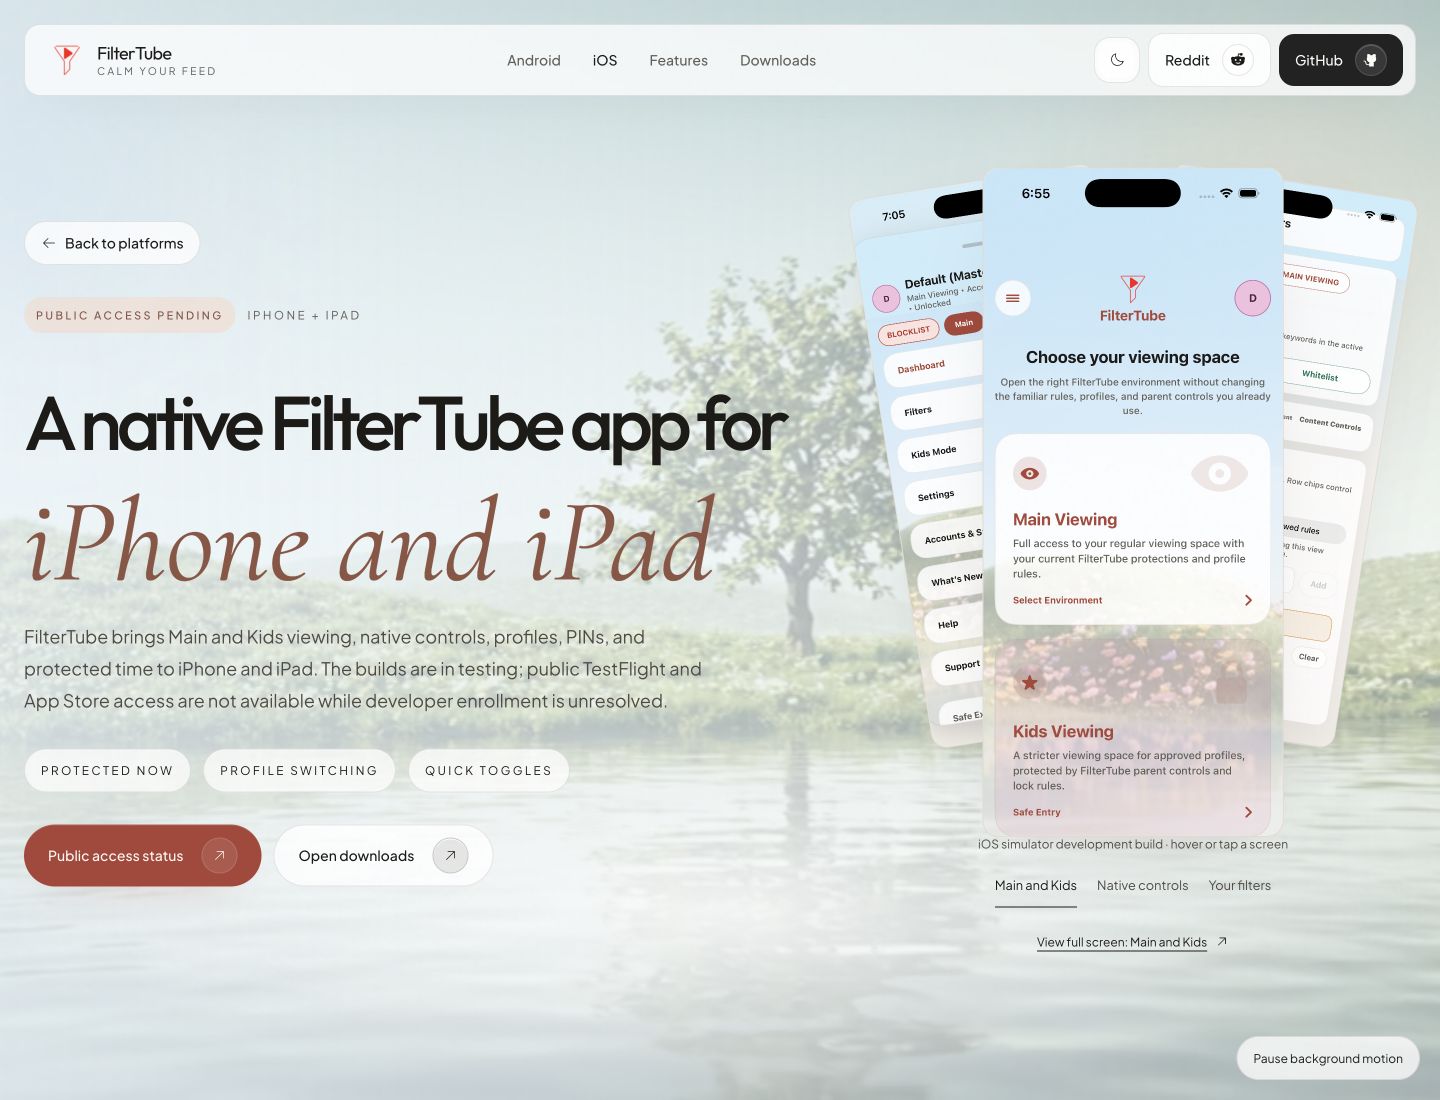 FilterTube
CALM YOUR FEED
Android
iOS
Features
Downloads
Reddit
GitHub
Back to platforms
PUBLIC ACCESS PENDING
IPHONE + IPAD
A native FilterTube app for
iPhone and iPad
FilterTube brings Main and Kids viewing, native controls, profiles, PINs, and
protected time to iPhone and iPad. The builds are in testing; public TestFlight and
App Store access are not available while developer enrollment is unresolved.
PROTECTED NOW
PROFILE SWITCHING
QUICK TOGGLES
Public access status
Open downloads
7:05
D
Default (Mast
Main Viewing • Acc
• Unlocked
BLOCKLIST
Main
Dashboard
Filters
Kids Mode
Settings
Accounts & S
What's New
Help
Support
Safe Ex
6:55
FilterTube
D
Choose your viewing space
Open the right FilterTube environment without changing
the familiar rules, profiles, and parent controls you already
use.
Main Viewing
Full access to your regular viewing space with
your current FilterTube protections and profile
rules.
Select Environment
Kids Viewing
A stricter viewing space for approved profiles,
protected by FilterTube parent controls and
lock rules.
Safe Entry
rs
MAIN VIEWING
keywords in the active
Whitelist
Content Controls
Row chips control
wed rules
ng this view
Add
Clear
iOS simulator development build · hover or tap a screen
Main and Kids
Native controls
Your filters
View full screen: Main and Kids
Pause background motion